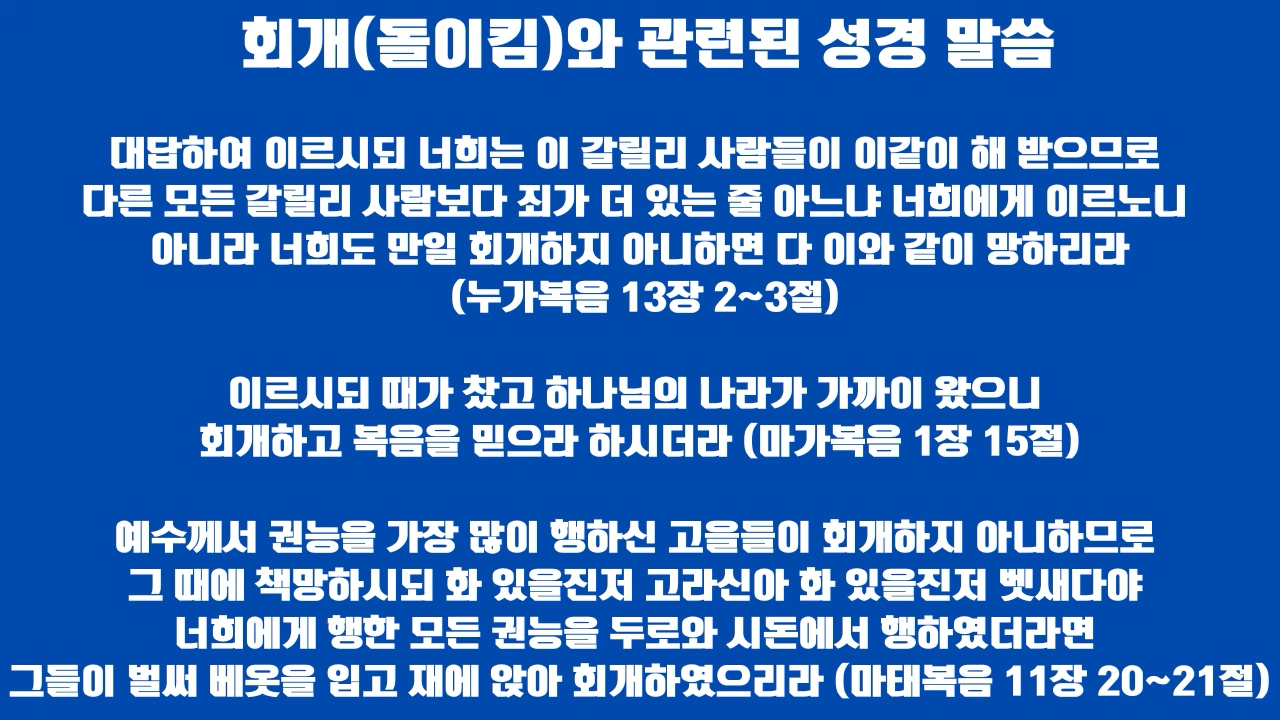 회개(돌이킴)와 관련된 성경 말씀
대답하여 이르시되 너희는 이 갈릴리 사람들이 이같이 해 받으므로
다른 모든 갈릴리 사람보다 죄가 더 있는 줄 아느냐 너희에게 이르노니
아니라 너희도 만일 회개하지 아니하면 다 이와 같이 망하리라
(누가복음 13장 2~3절)
이르시되 때가 찼고 하나님의 나라가 가까이 왔으니
회개하고 복음을 믿으라 하시더라 (마가복음 1장 15절)
예수께서 권능을 가장 많이 행하신 고을들이 회개하지 아니하므로
그 때에 책망하시되 화 있을진저 고라신아 화 있을진저 벳새다야
너희에게 행한 모든 권능을 두로와 시돈에서 행하였더라면
그들이 벌써 베옷을 입고 재에 앉아 회개하였으리라 (마태복음 11장 20~21절)